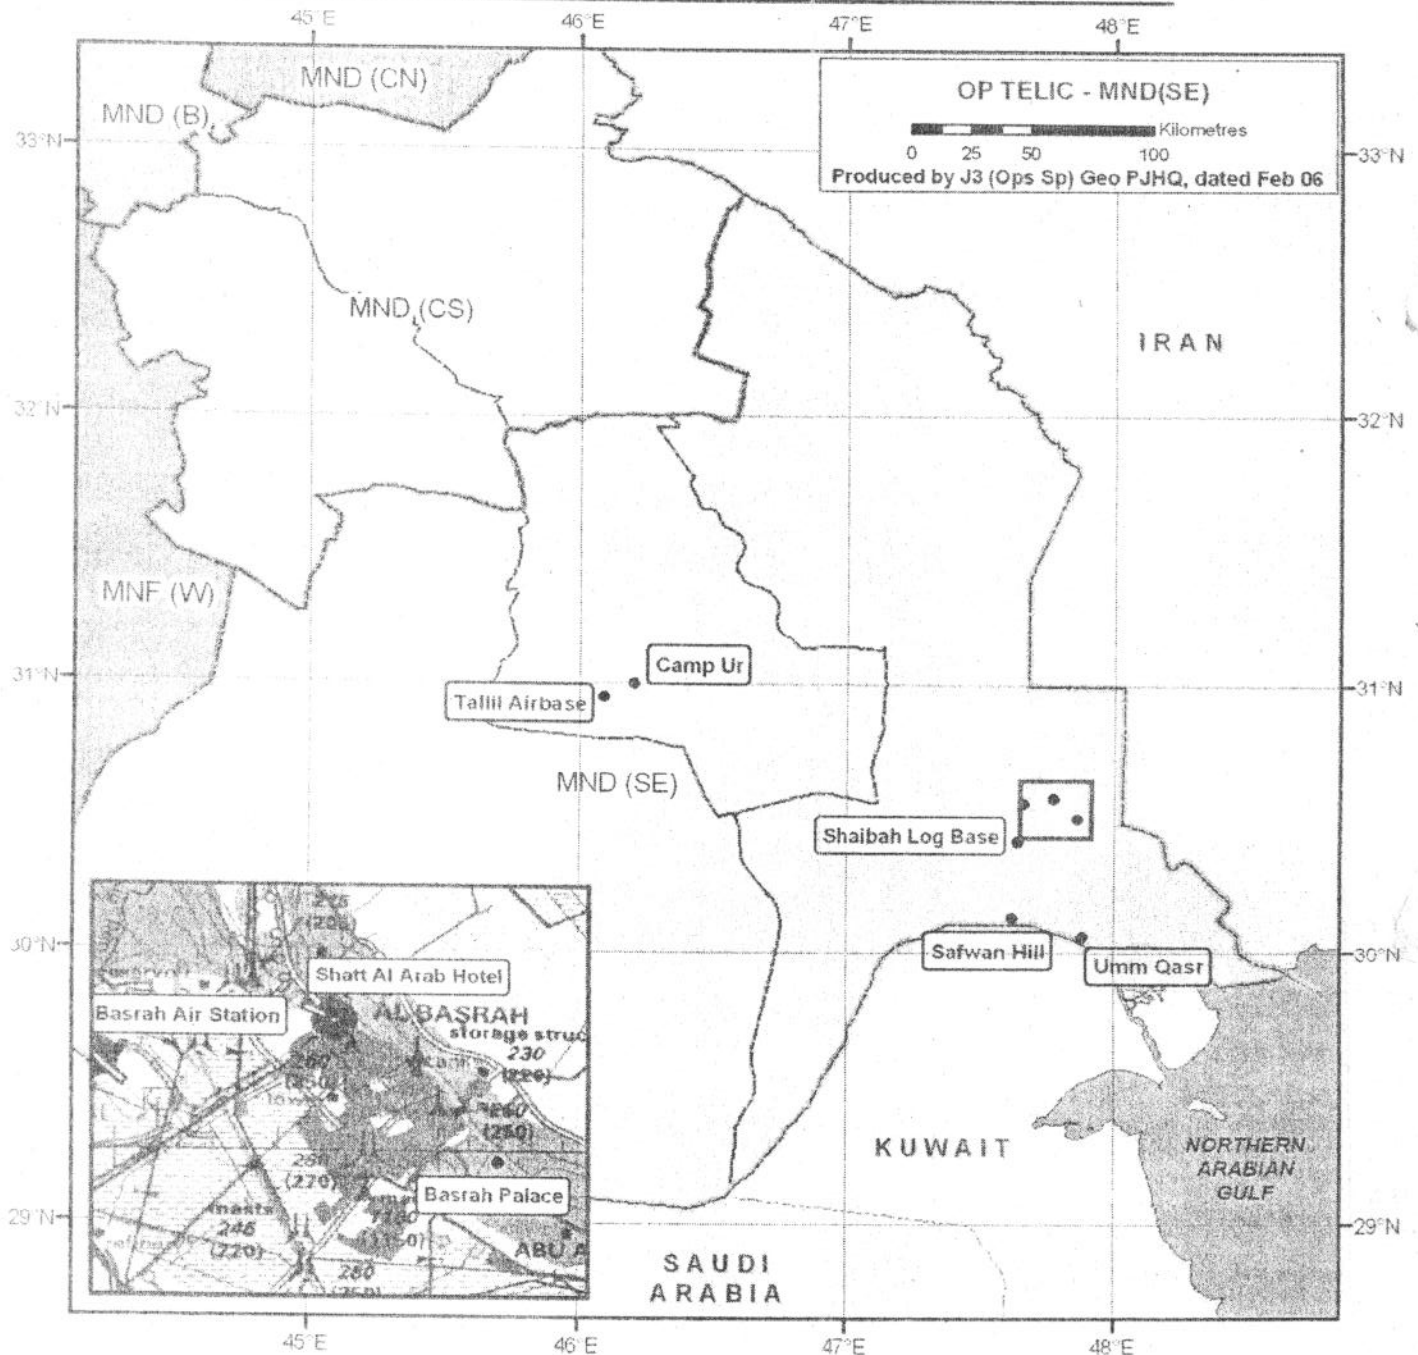 45°E
46°E
47°E
48°E
MND (CN)
MND (B)
OP TELIC - MND(SE)
Kilometres
0 25 50 100
Produced by J3 (Ops Sp) Geo PJHQ, dated Feb 06
33°N
33°N
MND (CS)
IRAN
32°N
32°N
MNF (W)
Camp Ur
31°N
31°N
Tallil Airbase
MND (SE)
Shaibah Log Base
30°N
30°N
Safwan Hill
Umm Qasr
Shatt Al Arab Hotel
Basrah Air Station
AL BASRAH
storage struc
230
(220)
260
(250)
260
(270)
Basrah Palace
masts
246
(220)
ABU A
280
KUWAIT
NORTHERN
ARABIAN
GULF
29°N
29°N
SAUDI
ARABIA
45°E
46°E
47°E
48°E